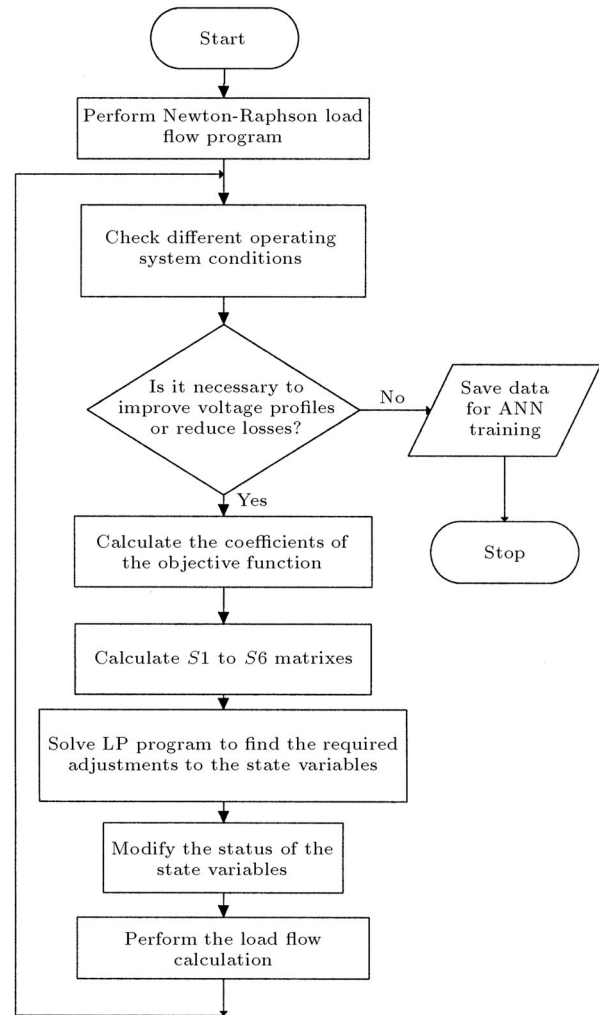 Start
Perform Newton-Raphson load
flow program
Check different operating
system conditions
Is it necessary to
improve voltage profiles
or reduce losses?
No
Save data
for ANN
training
Yes
Stop
Calculate the coefficients of
the objective function
Calculate S1 to S6 matrixes
Solve LP program to find the required
adjustments to the state variables
Modify the status of the
state variables
Perform the load flow
calculation